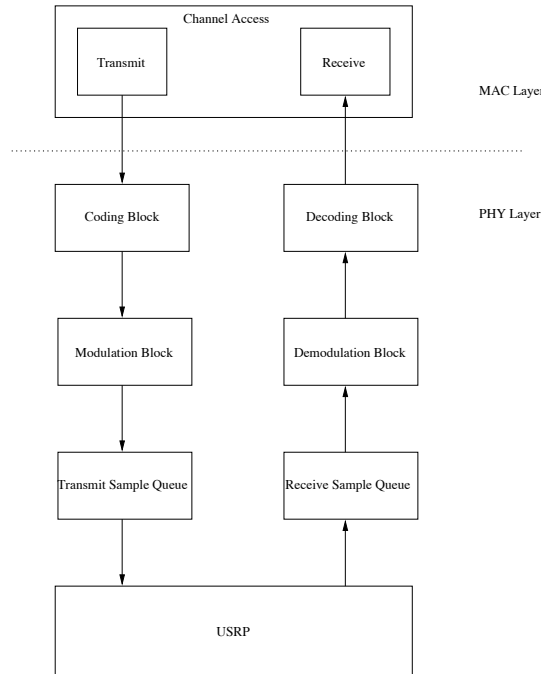 Channel Access
Transmit
Receive
MAC Layer
Coding Block
Decoding Block
PHY Layer
Modulation Block
Demodulation Block
Transmit Sample Queue
Receive Sample Queue
USRP